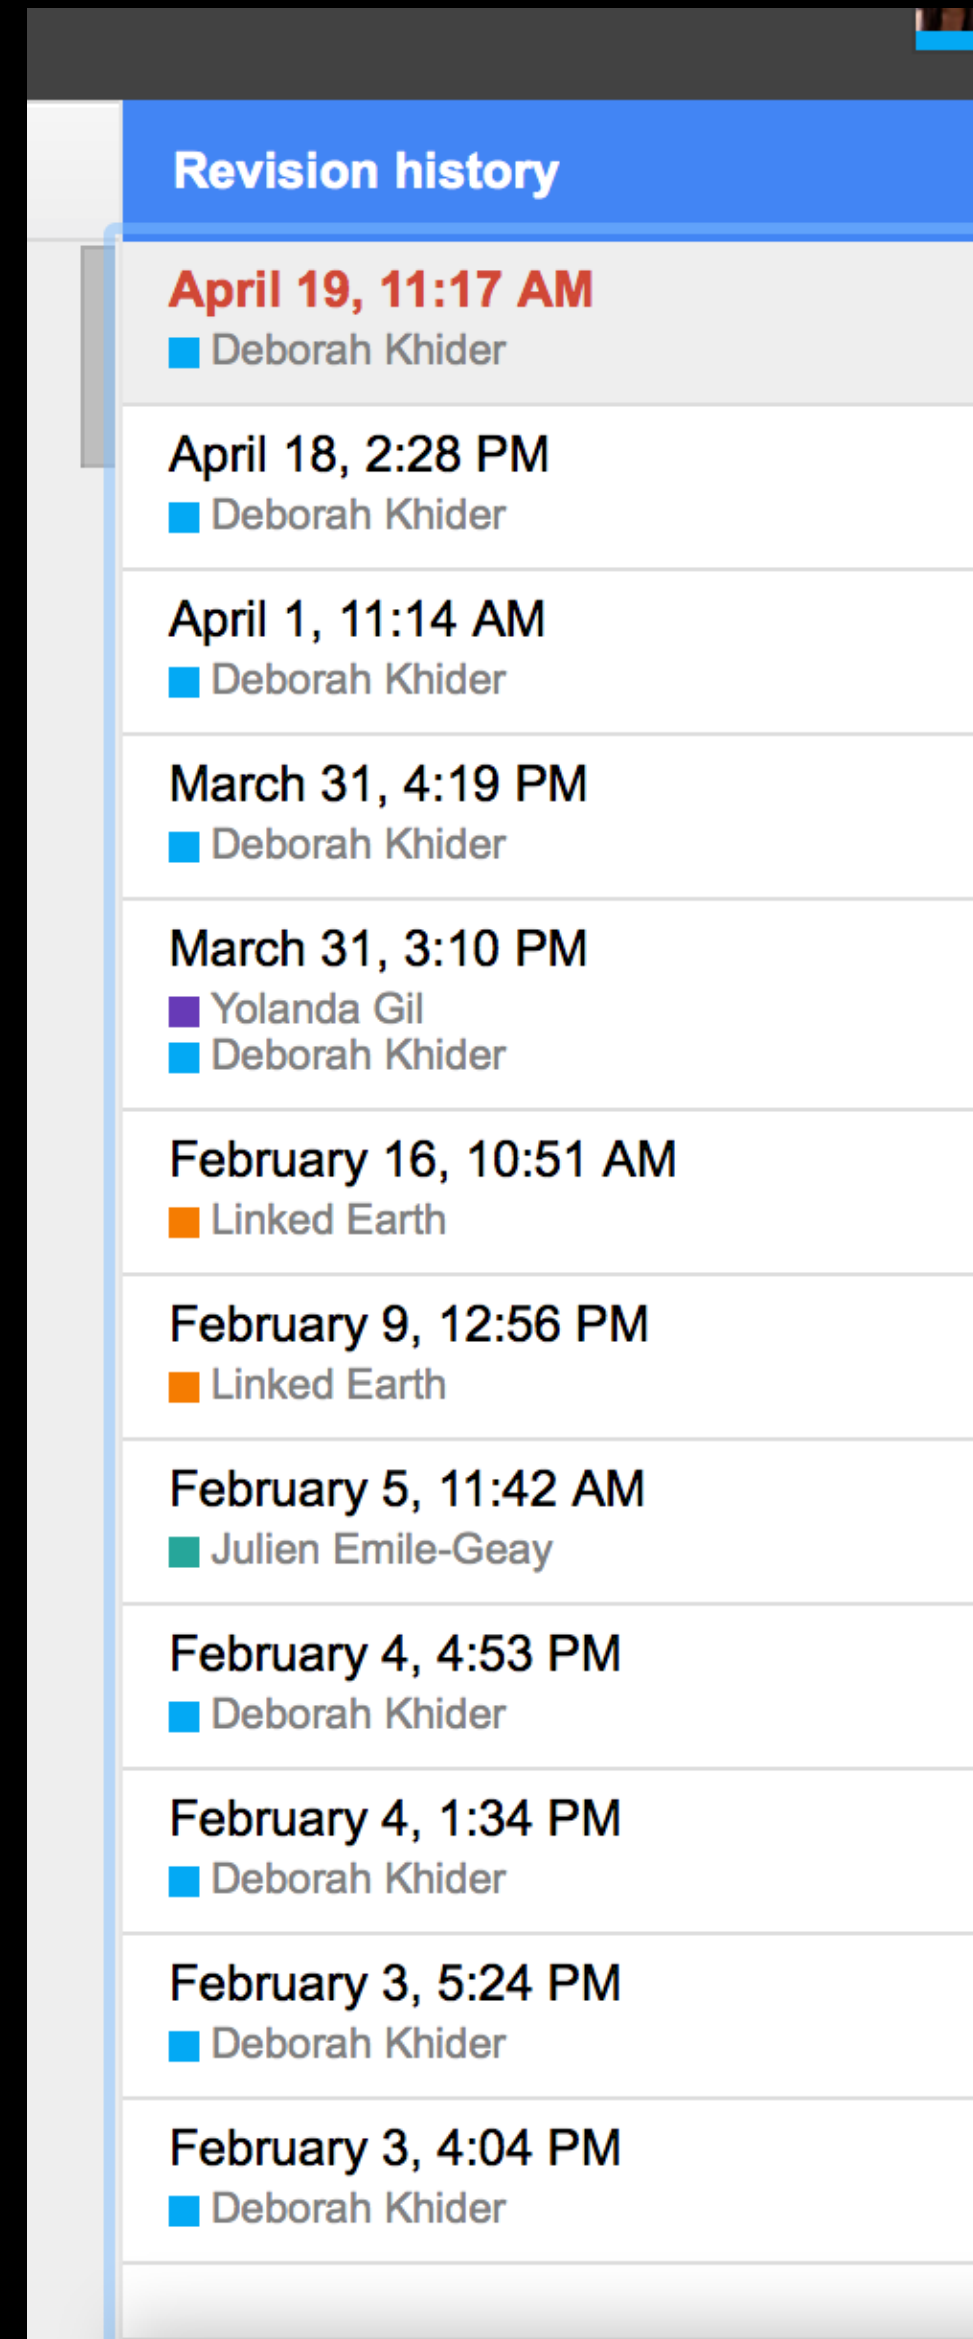 Revision history
April 19, 11:17 AM
Deborah Khider
April 18, 2:28 PM
Deborah Khider
April 1, 11:14 AM
Deborah Khider
March 31, 4:19 PM
Deborah Khider
March 31, 3:10 PM
Yolanda Gil
Deborah Khider
February 16, 10:51 AM
Linked Earth
February 9, 12:56 PM
Linked Earth
February 5, 11:42 AM
Julien Emile-Geay
February 4, 4:53 PM
Deborah Khider
February 4, 1:34 PM
Deborah Khider
February 3, 5:24 PM
Deborah Khider
February 3, 4:04 PM
Deborah Khider